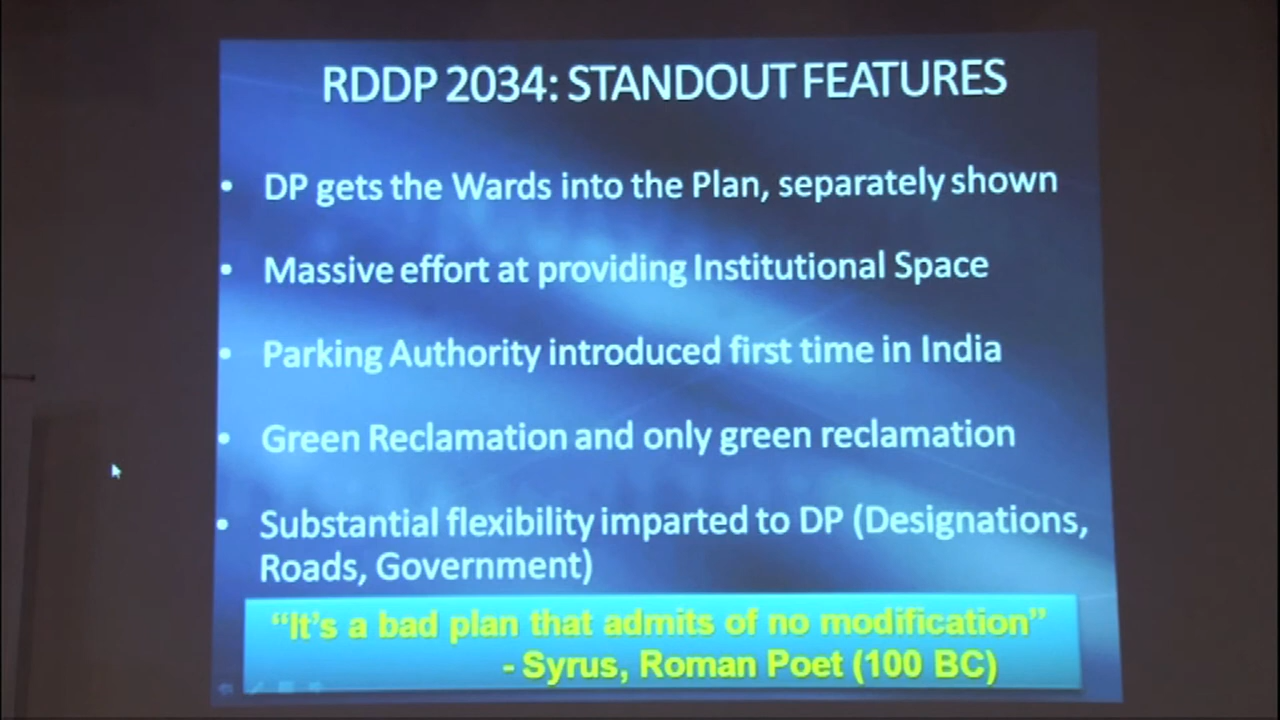 RDDP 2034: STANDOUT FEATURES
• DP gets the Wards into the Plan, separately shown
• Massive effort at providing Institutional Space
• Parking Authority introduced first time in India
• Green Reclamation and only green reclamation
• Substantial flexibility imparted to DP (Designations,
Roads, Government)
“It’s a bad plan that admits of no modification”
- Syrus, Roman Poet (100 BC)